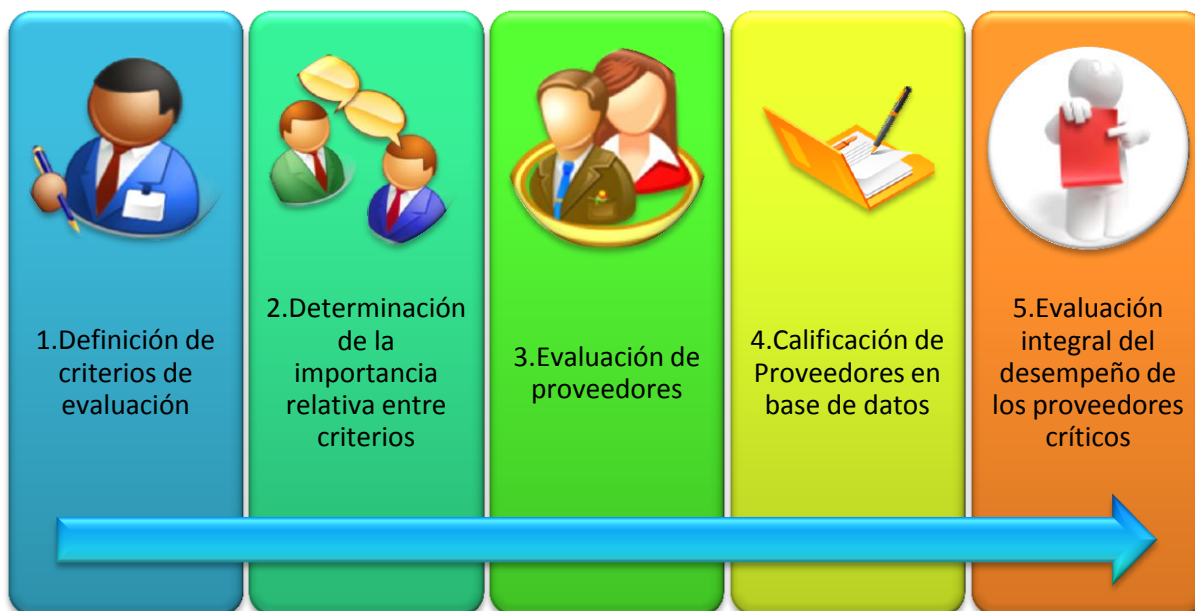 1.Definición de
criterios de
evaluación
2.Determinación
de la
importancia
relativa entre
criterios
3.Evaluación de
proveedores
4.Calificación de
Proveedores en
base de datos
5.Evaluación
integral del
desempeño de
los proveedores
críticos